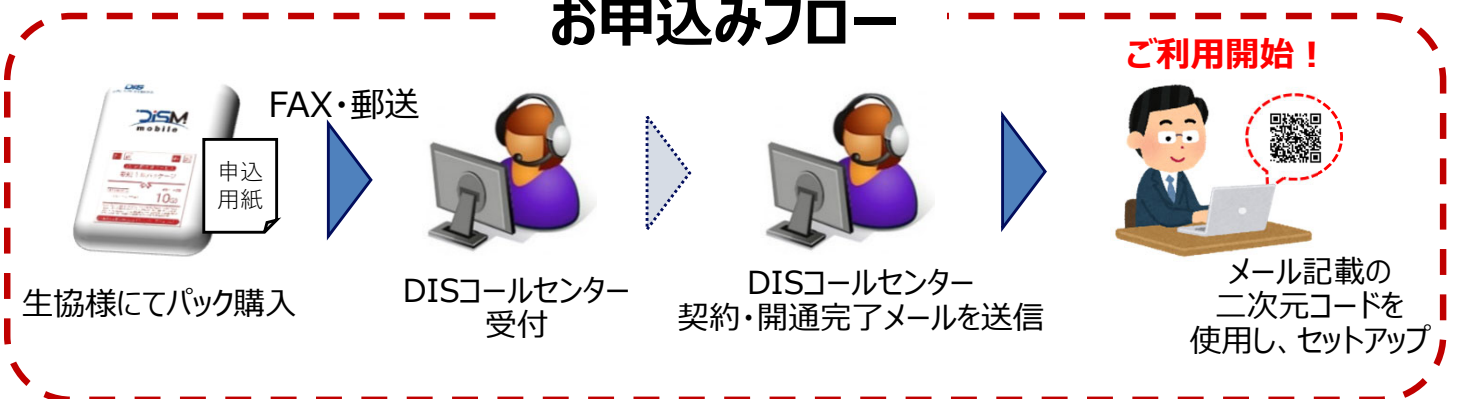 お申込みフロー
ご利用開始！
FAX・郵送
DIS
DiSM
mobile
申込
用紙
10
生協様にてパック購入
DISコールセンター
受付
DISコールセンター
契約・開通完了メールを送信
メール記載の
二次元コードを
使用し、セットアップ